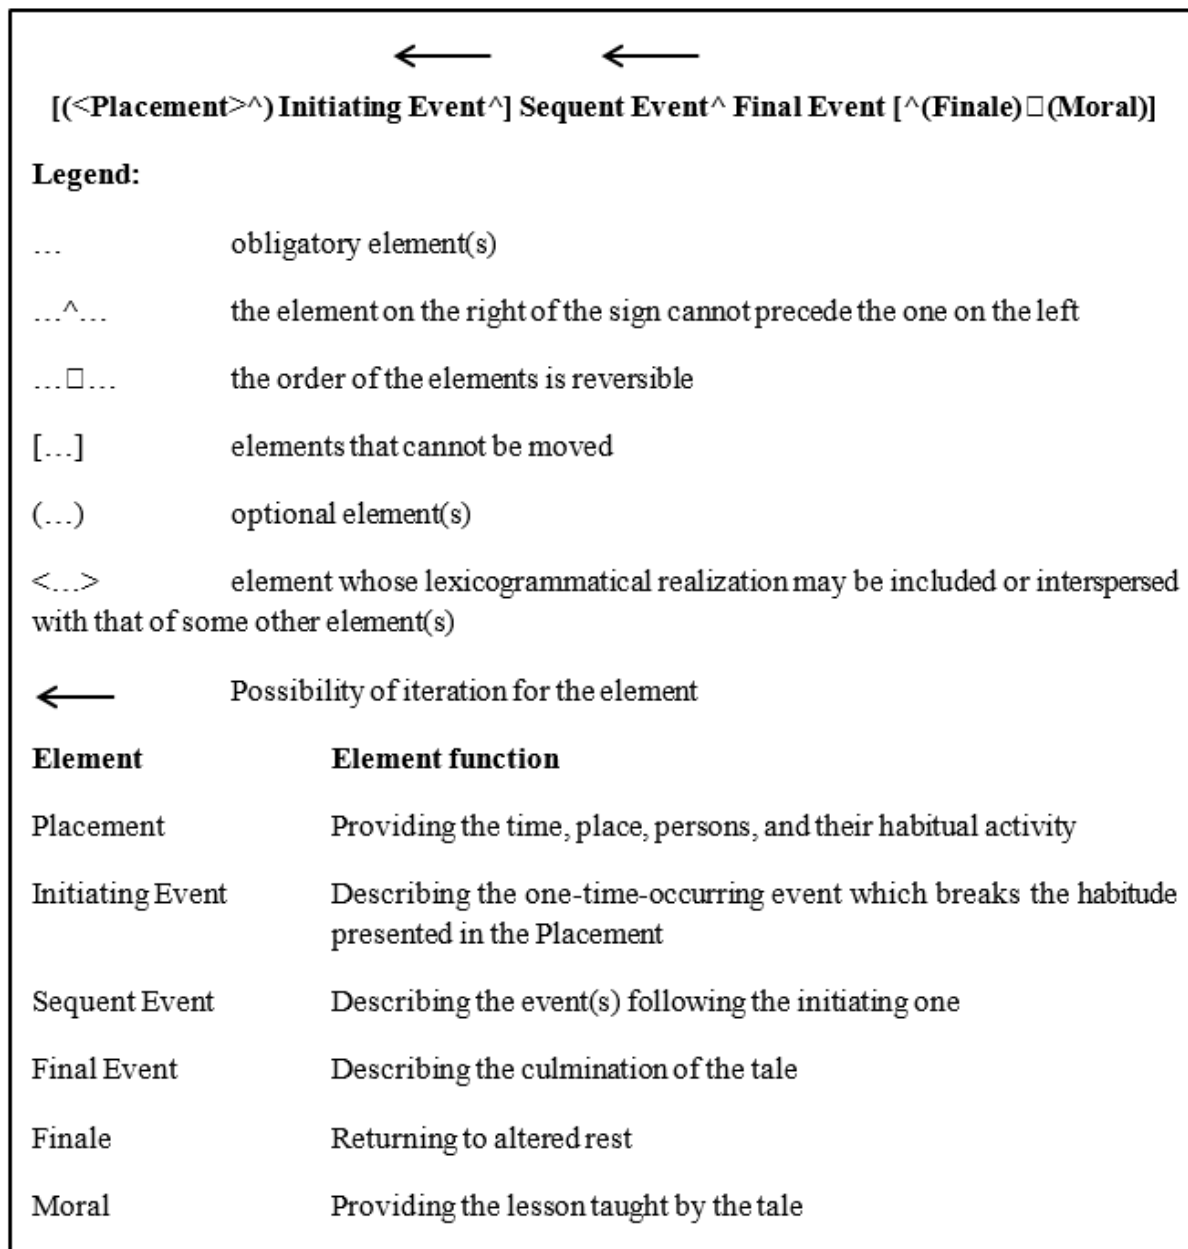 [(<Placement>^) Initiating Event^] Sequent Event^ Final Event [^(Finale)□(Moral)]
Legend:
… obligatory element(s)
…^… the element on the right of the sign cannot precede the one on the left
…□… the order of the elements is reversible
[…] elements that cannot be moved
(…) optional element(s)
<…> element whose lexicogrammatical realization may be included or interspersed
with that of some other element(s)
← Possibility of iteration for the element
Element Element function
Placement Providing the time, place, persons, and their habitual activity
Initiating Event Describing the one-time-occurring event which breaks the habitude
presented in the Placement
Sequent Event Describing the event(s) following the initiating one
Final Event Describing the culmination of the tale
Finale Returning to altered rest
Moral Providing the lesson taught by the tale